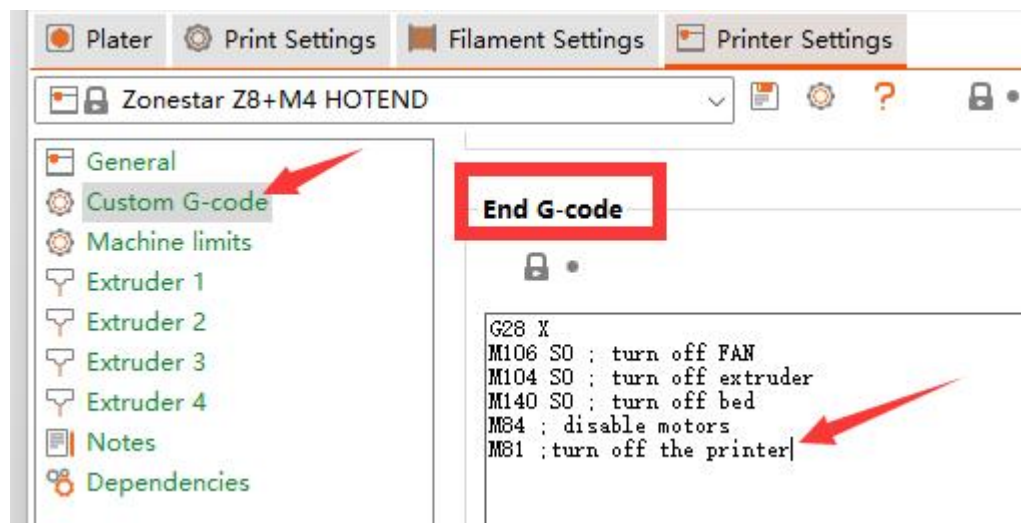 Plater Print Settings Filament Settings Printer Settings
Zonestar Z8+M4 HOTEND ?
General
Custom G-code
Machine limits
Extruder 1
Extruder 2
Extruder 3
Extruder 4
Notes
Dependencies
End G-code
G28 X
M106 S0 ; turn off FAN
M104 S0 ; turn off extruder
M140 S0 ; turn off bed
M84 ; disable motors
M81 ;turn off the printer